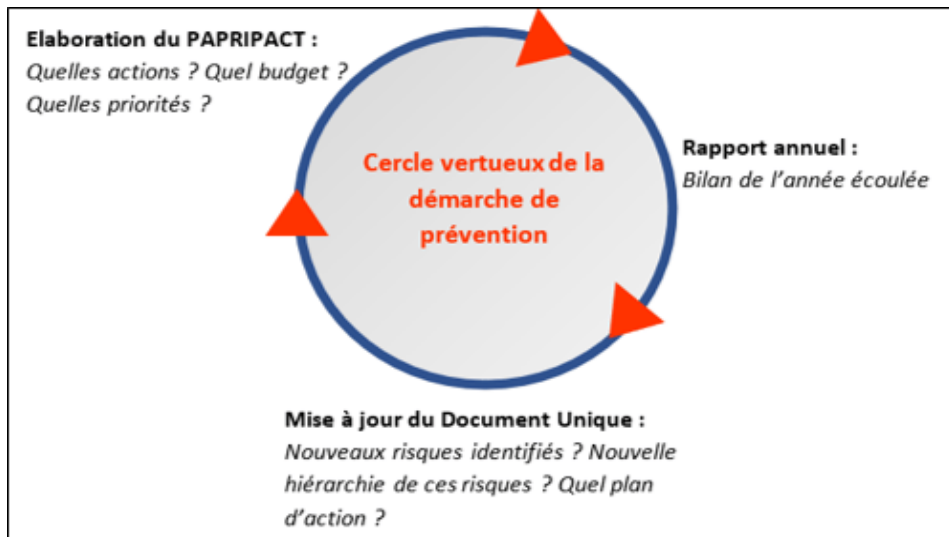 Elaboration du PAPRIPACT :
Quelles actions ? Quel budget ?
Quelles priorités ?
Cercle vertueux de la
démarche de
prévention
Rapport annuel :
Bilan de l'année écoulée
Mise à jour du Document Unique :
Nouveaux risques identifiés ? Nouvelle
hiérarchie de ces risques ? Quel plan
d'action ?